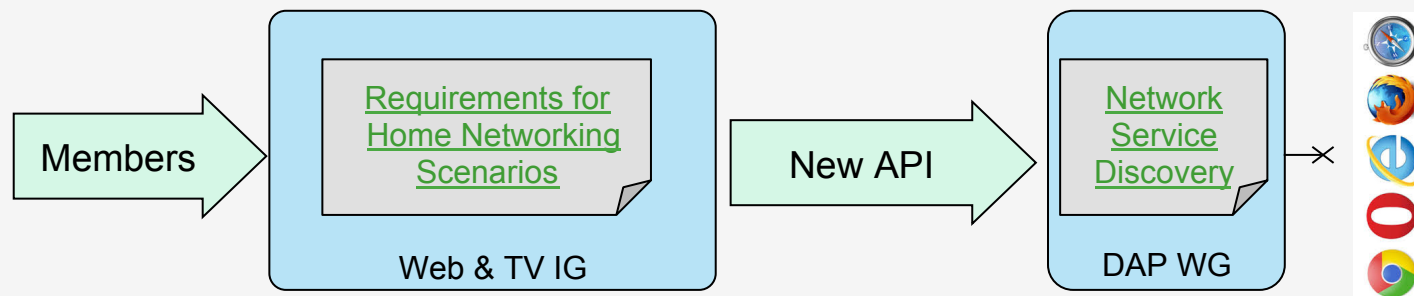 Members
Requirements for
Home Networking
Scenarios
Web & TV IG
New API
Network
Service
Discovery
DAP WG